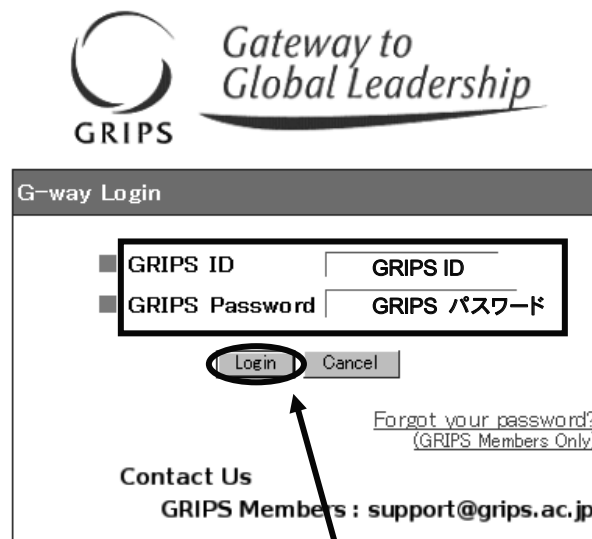 Gateway to
Global Leadership
GRIPS
G-way Login
GRIPS ID GRIPS ID
GRIPS Password GRIPS パスワード
Login Cancel
Forgot your password?
(GRIPS Members Only)
Contact Us
GRIPS Members : support@grips.ac.jp